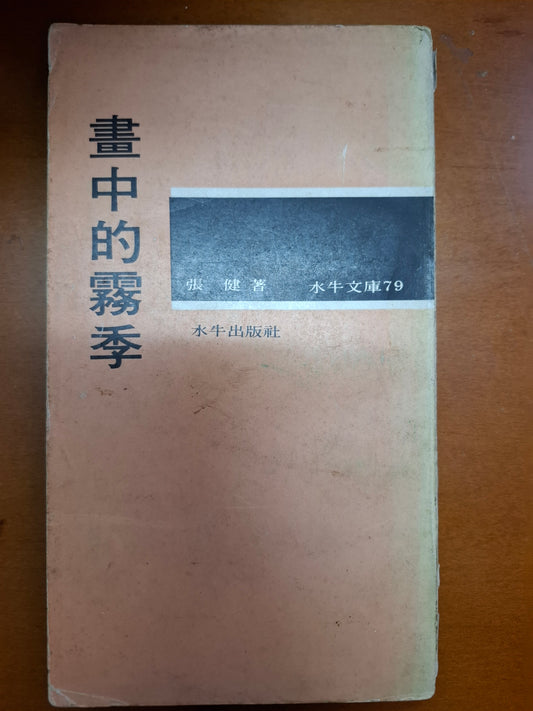 畫中的霧季
張 健著 水牛文庫79
水牛出版社